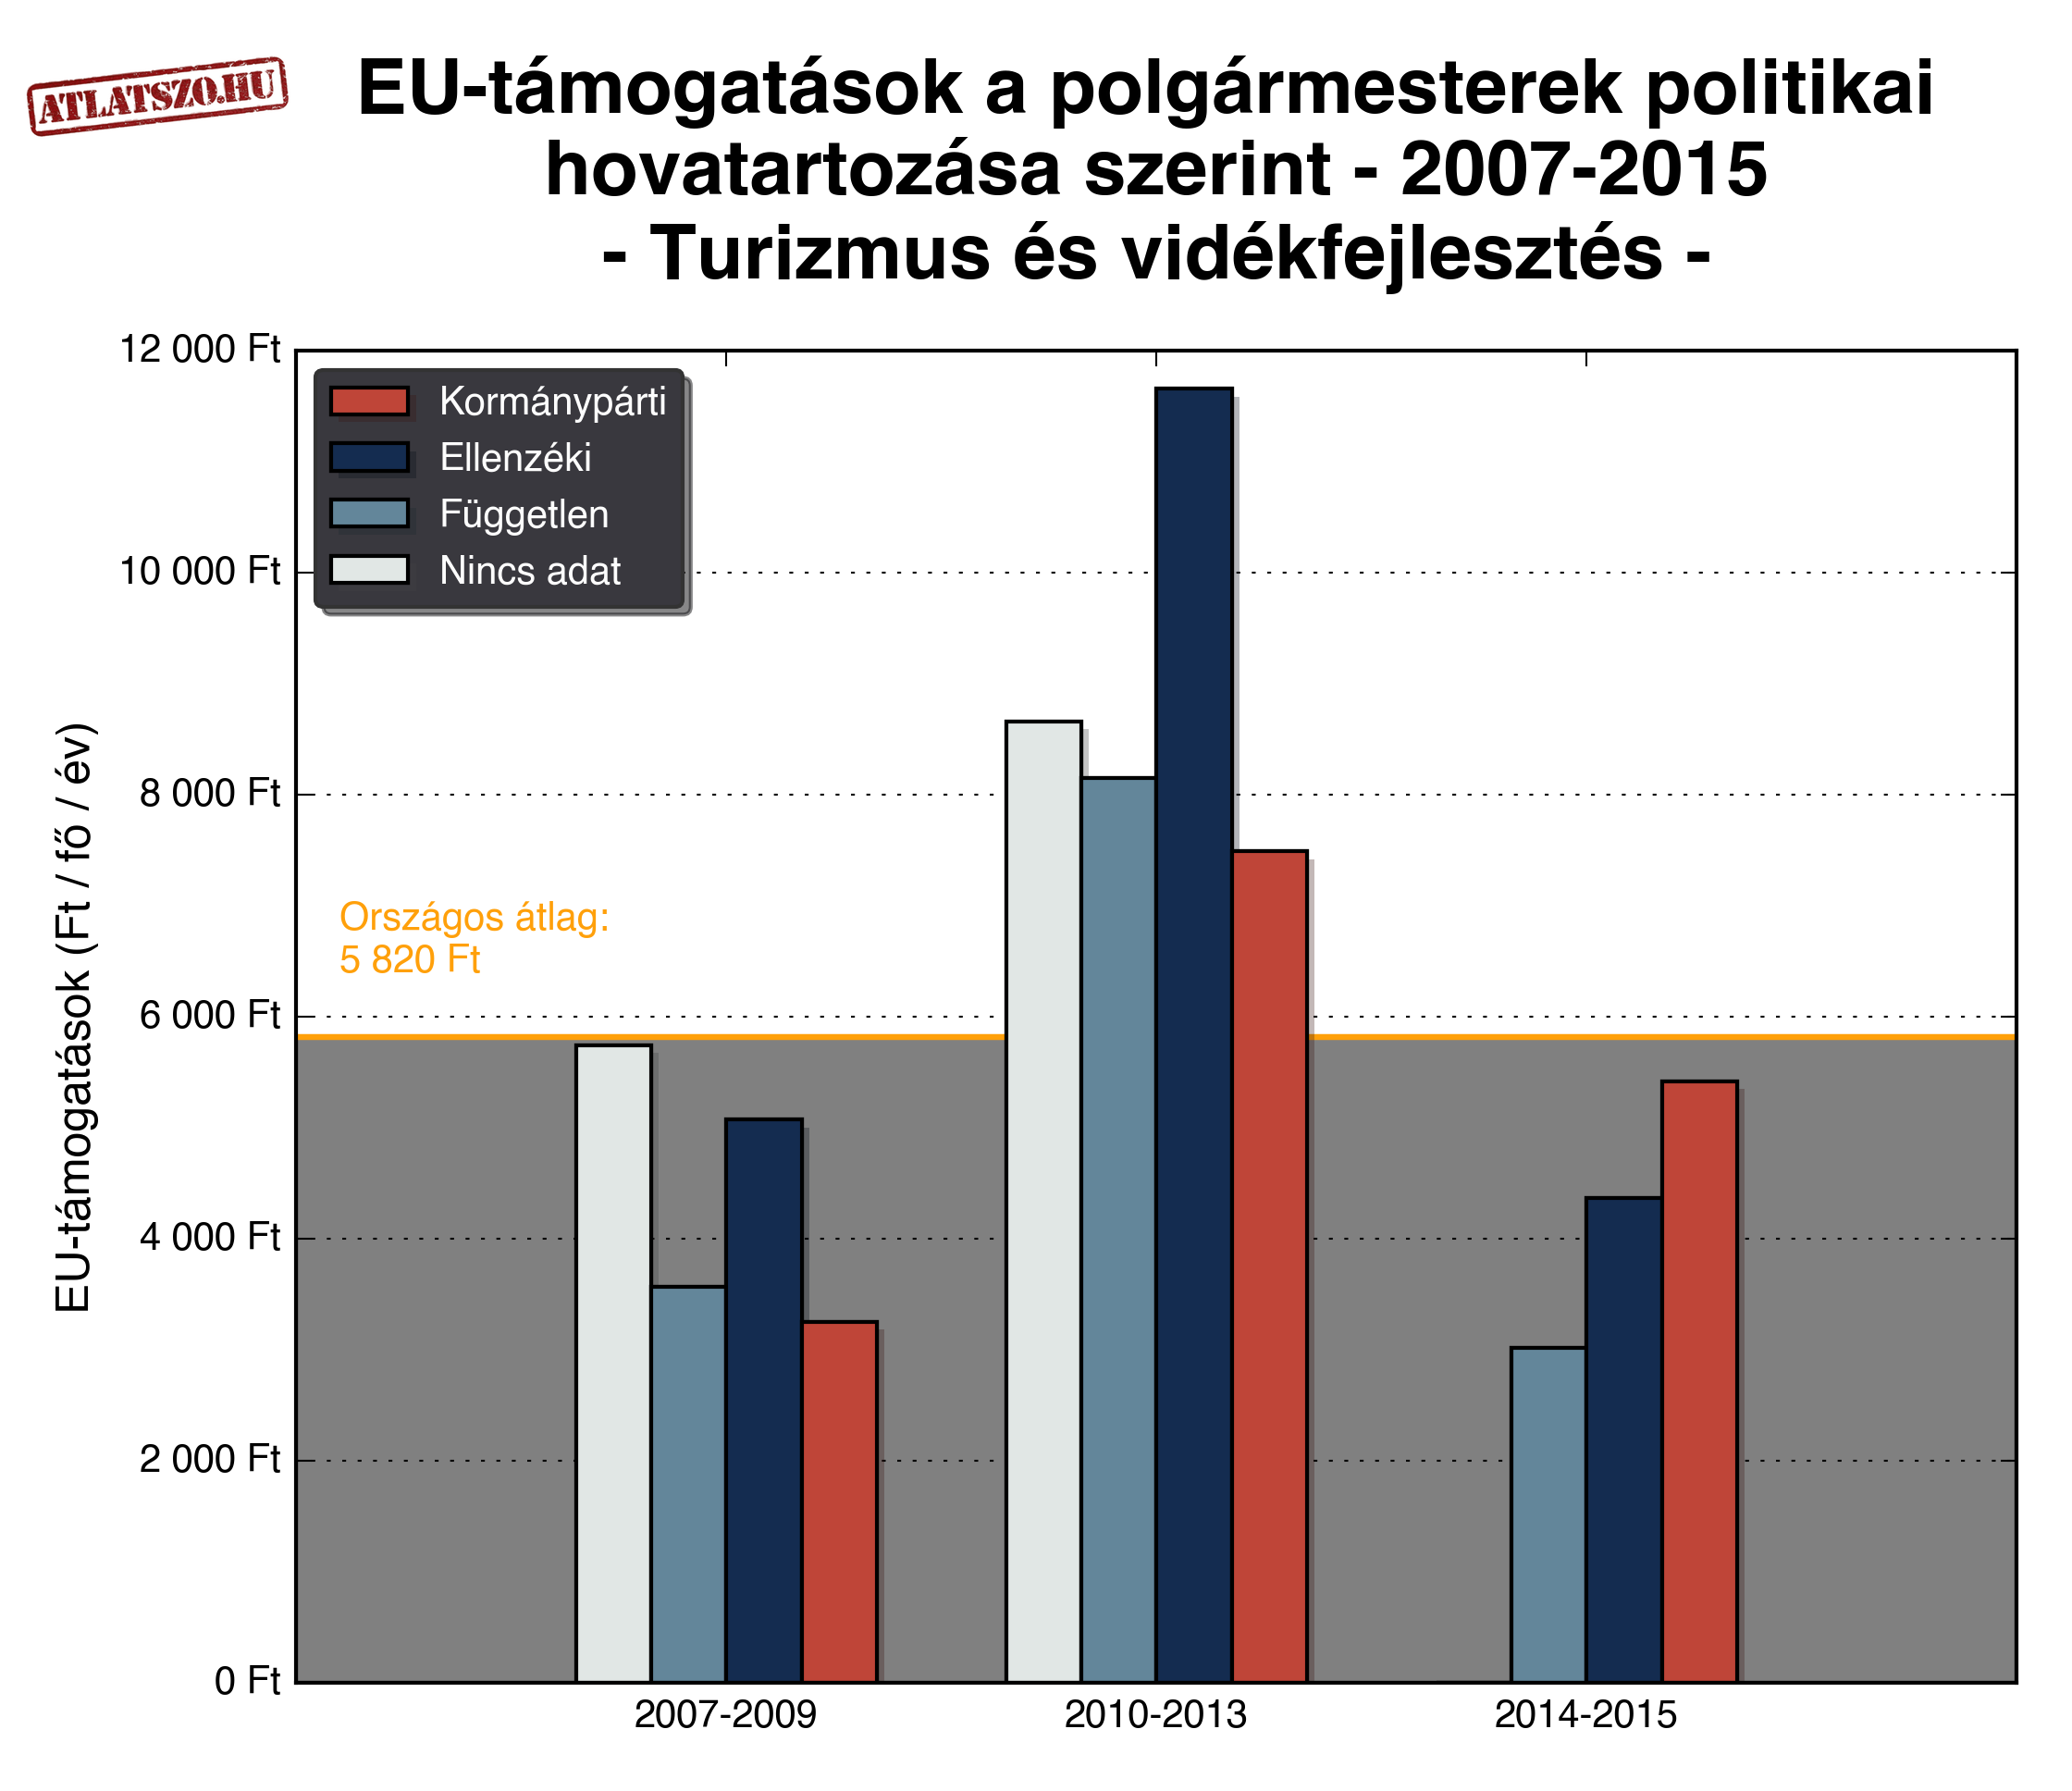 ATLATSZO.HU
EU-támogatások a polgármesterek politikai
hovatartozása szerint - 2007-2015
- Turizmus és vidékfejlesztés -
12 000 Ft
10 000 Ft
8 000 Ft
6 000 Ft
4 000 Ft
2 000 Ft
0 Ft
EU-támogatások (Ft / fő / év)
Kormánypárti
Ellenzéki
Független
Nincs adat
Országos átlag:
5 820 Ft
2007-2009
2010-2013
2014-2015